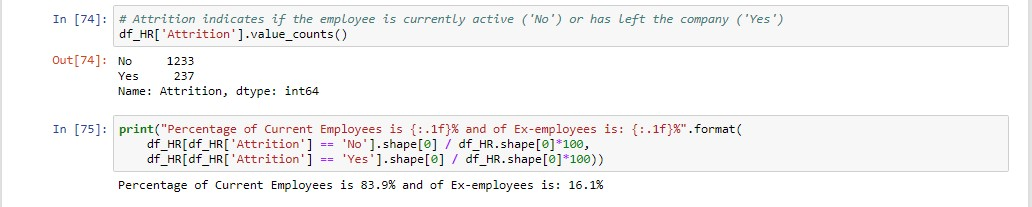 In [74]: # Attrition indicates if the employee is currently active ('No') or has left the company ('Yes')
df_HR['Attrition'].value_counts()
Out[74]: No     1233
Yes     237
Name: Attrition, dtype: int64
In [75]: print("Percentage of Current Employees is {:.1f}% and of Ex-employees is: {:.1f}%".format(
    df_HR[df_HR['Attrition'] == 'No'].shape[0] / df_HR.shape[0]*100,
    df_HR[df_HR['Attrition'] == 'Yes'].shape[0] / df_HR.shape[0]*100))
Percentage of Current Employees is 83.9% and of Ex-employees is: 16.1%